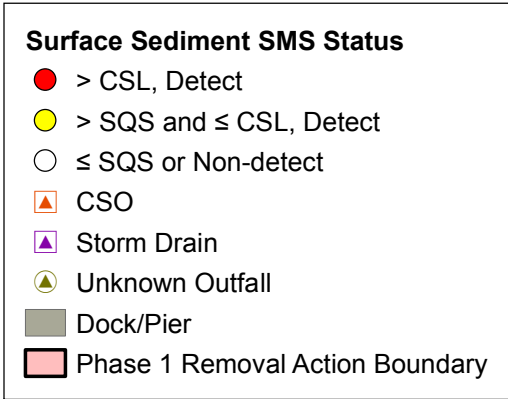 Surface Sediment SMS Status
> CSL, Detect
> SQS and ≤ CSL, Detect
≤ SQS or Non-detect
CSO
Storm Drain
Unknown Outfall
Dock/Pier
Phase 1 Removal Action Boundary